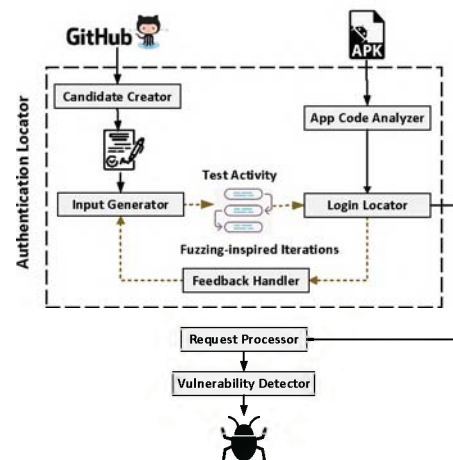 GitHub
APK
Authentication Locator
Candidate Creator
App Code Analyzer
Test Activity
Input Generator
Login Locator
Fuzzing-inspired Iterations
Feedback Handler
Request Processor
Vulnerability Detector